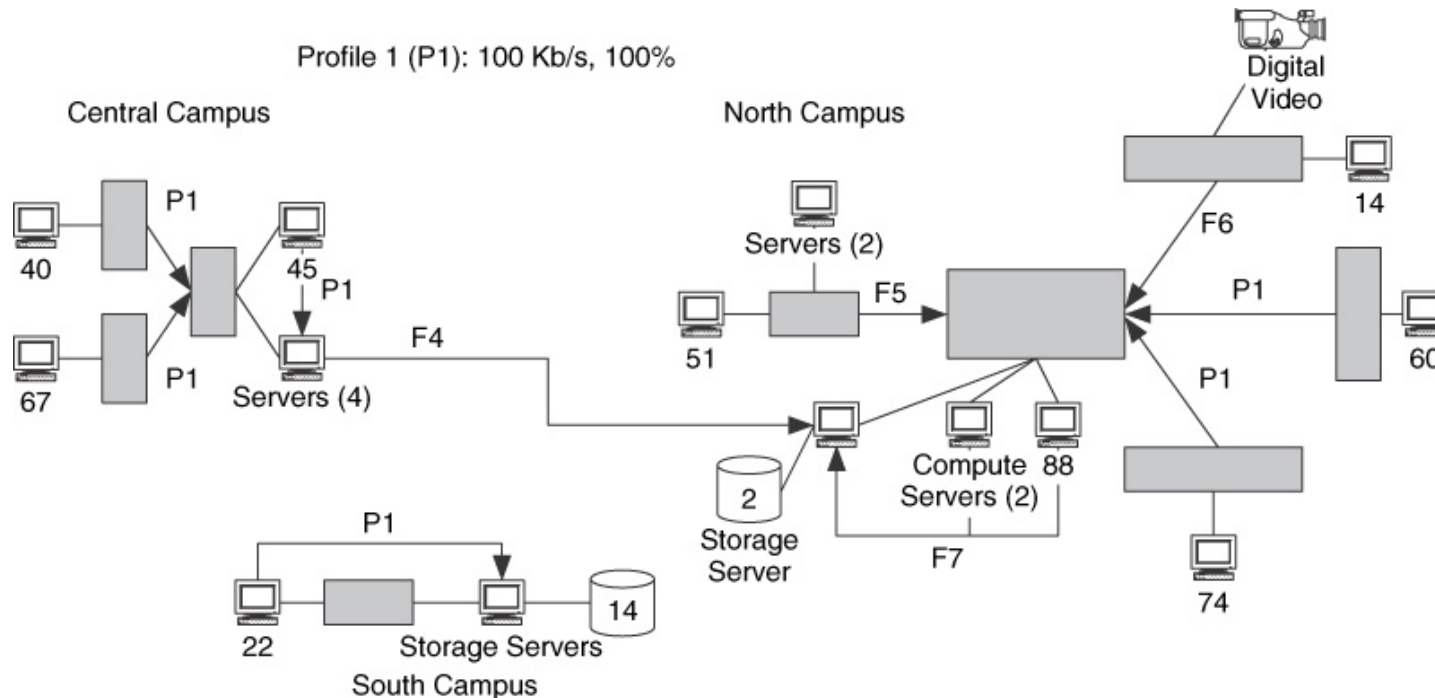 Profile 1 (P1): 100 Kb/s, 100%
Central Campus
North Campus
Digital
Video
P1
40
45
P1
P1
67
Servers (4)
F4
Servers (2)
51
F5
14
F6
P1
60
P1
74
2
Storage
Server
Compute
Servers (2)
88
F7
P1
22
14
Storage Servers
South Campus